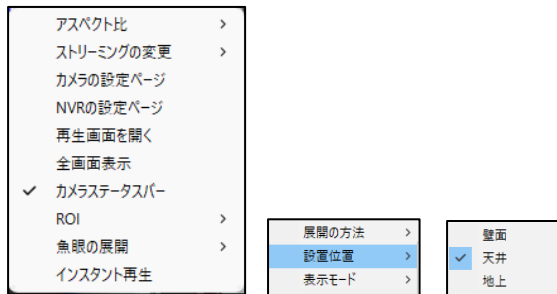 アスペクト比
ストリーミングの変更
カメラの設定ページ
NVRの設定ページ
再生画面を開く
全画面表示
カメラステータスバー
ROI
魚眼の展開
インスタント再生
展開の方法
設置位置
表示モード
壁面
天井
地上